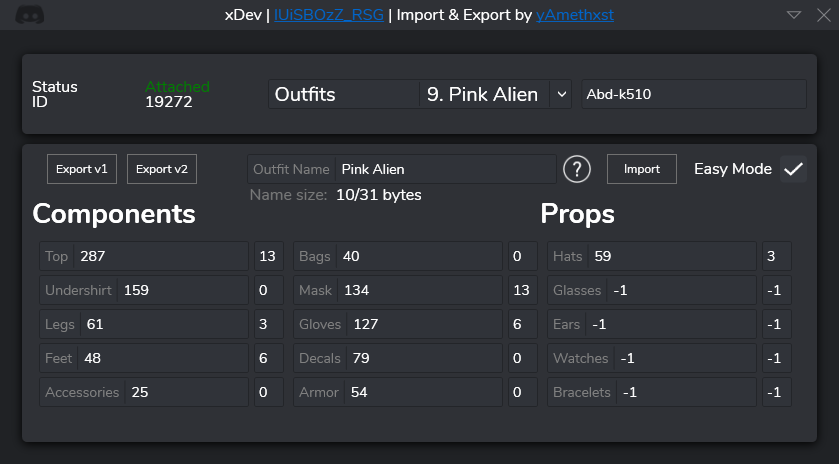 xDev | IUiSBOzZ_RSG | Import & Export by yAmethxst
Status Attached
ID 19272
Outfits 9. Pink Alien Abd-k510
Export v1 Export v2 Outfit Name Pink Alien ? Import Easy Mode
Name size: 10/31 bytes
Components Props
Top 287 13 Bags 40 0 Hats 59 3
Undershirt 159 0 Mask 134 13 Glasses -1 -1
Legs 61 3 Gloves 127 6 Ears -1 -1
Feet 48 6 Decals 79 0 Watches -1 -1
Accessories 25 0 Armor 54 0 Bracelets -1 -1